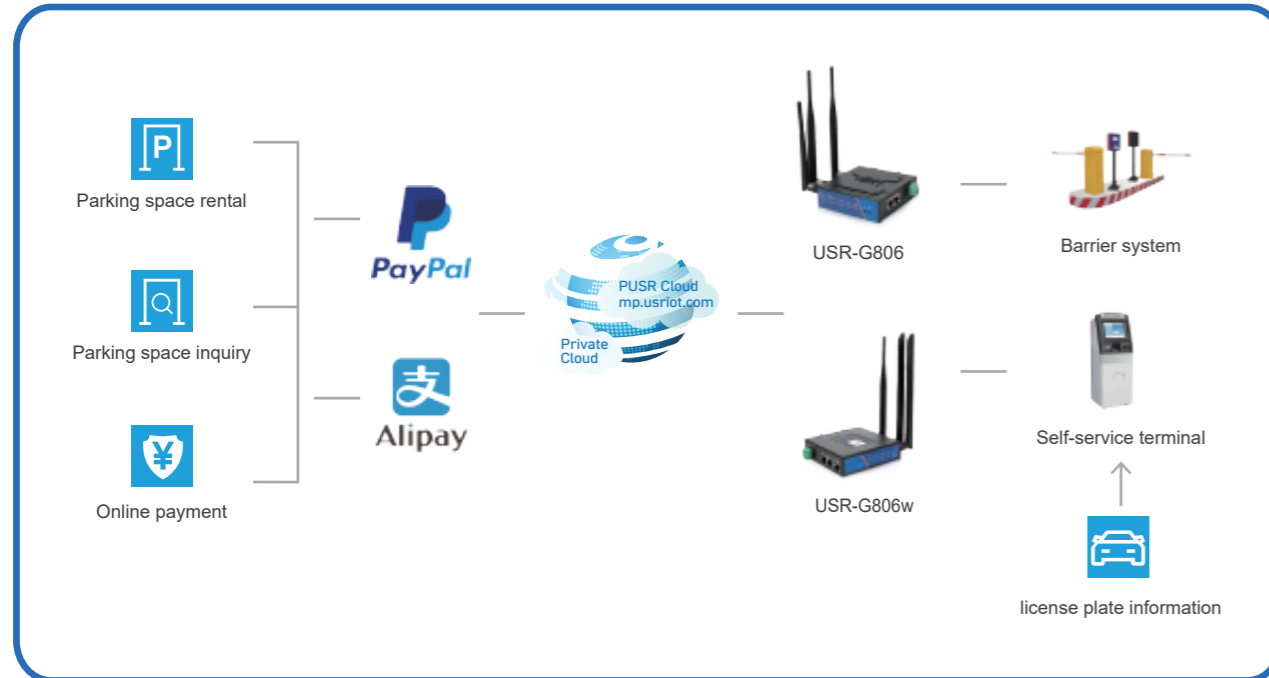 P
Parking space rental
Parking space inquiry
¥
Online payment
PayPal
支
Alipay
PUSR Cloud
mp.usriot.com
Private
Cloud
USR-G806
Barrier system
USR-G806w
Self-service terminal
license plate information